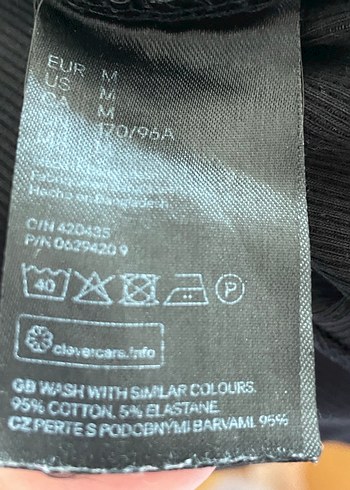 EUR M
US M
CA M
170/96A
Hecho en Bangladesh
C/N 420435
P/N 0629420 9
40 P
clevercare.info
GB WASH WITH SIMILAR COLOURS.
95% COTTON, 5% ELASTANE
CZ PERTE S PODOBNÝMI BARVAMI. 95%